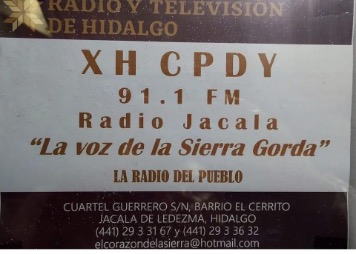 RADIO Y TELEVISIÓN
DE HIDALGO
XH CPDY
91.1 FM
Radio Jacala
"La voz de la Sierra Gorda"
LA RADIO DEL PUEBLO
CUARTEL GUERRERO S/N, BARRIO EL CERRITO
JACALA DE LEDEZMA, HIDALGO
(441) 29 3 31 67 y (441) 29 3 36 32
elcorazondelasierra@hotmail.com